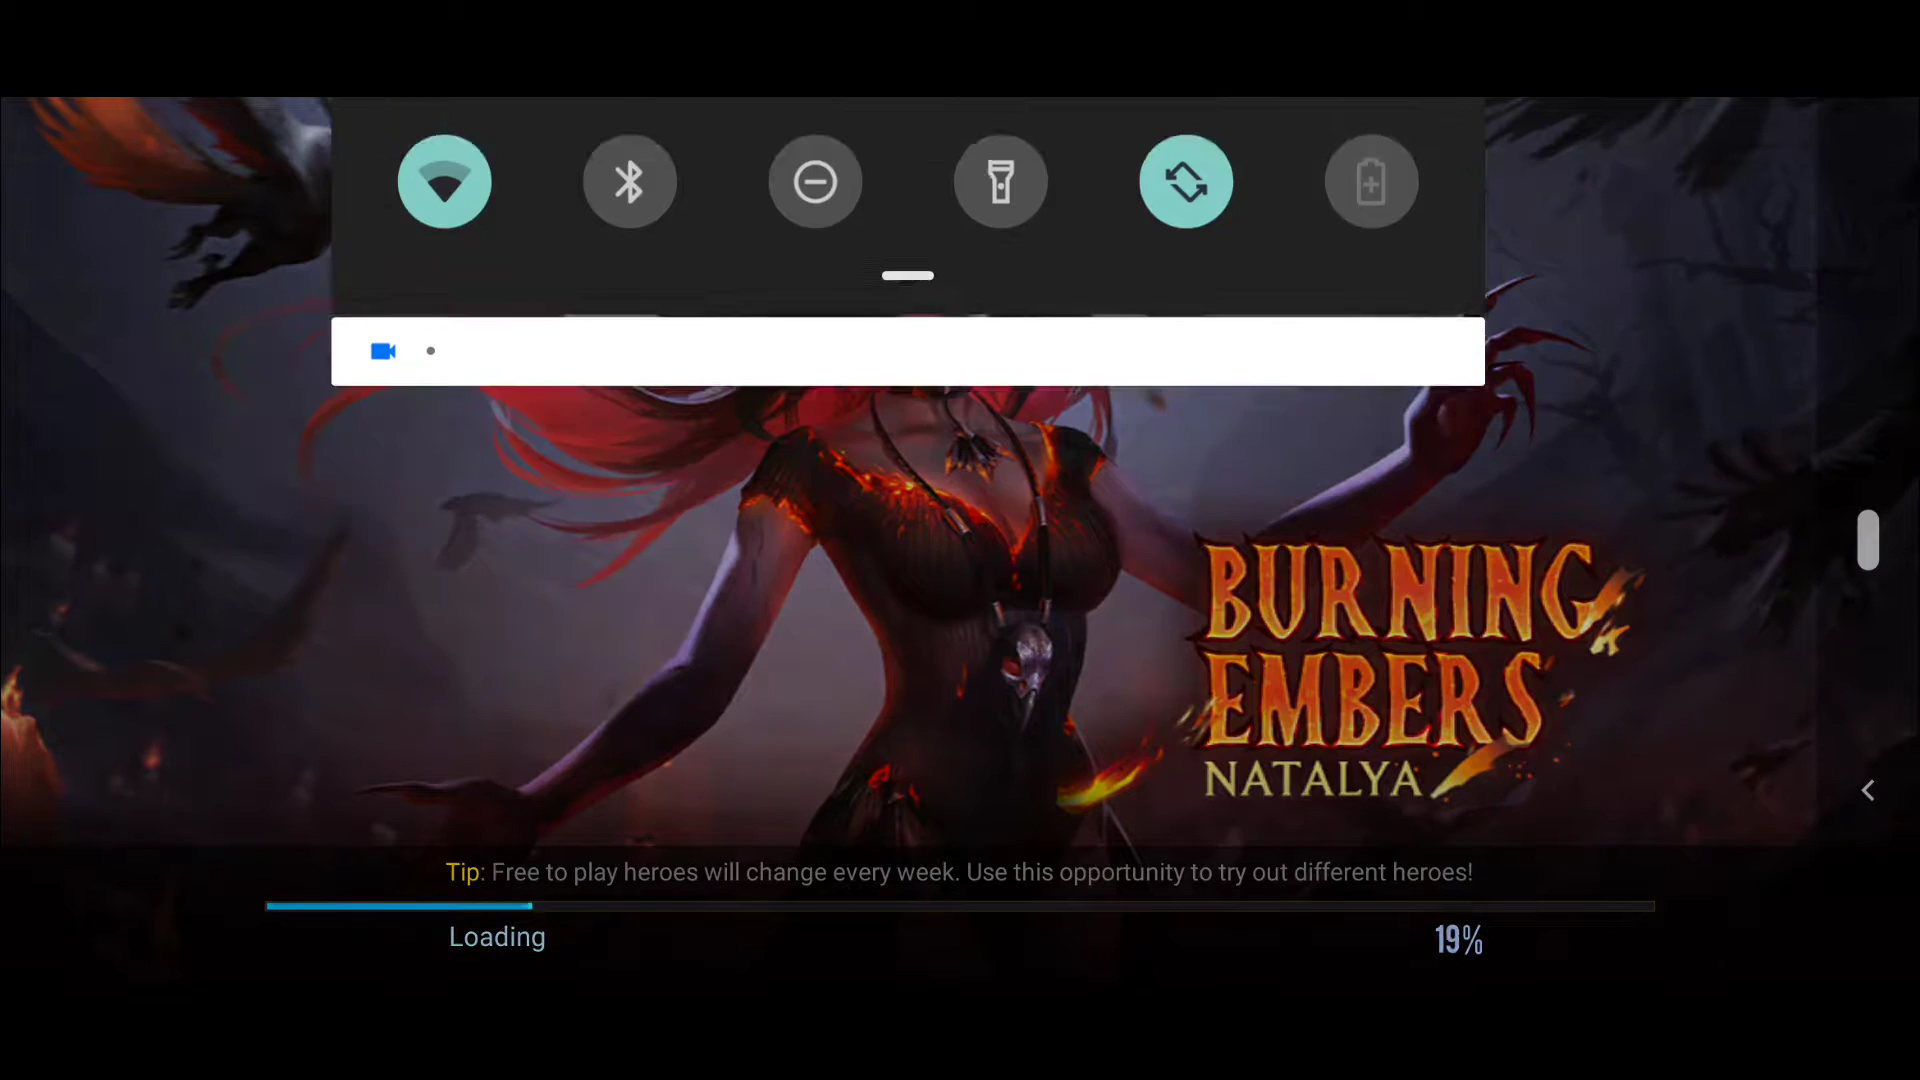 BURNING
EMBERS
NATALYA
Tip: Free to play heroes will change every week. Use this opportunity to try out different heroes!
Loading
19%